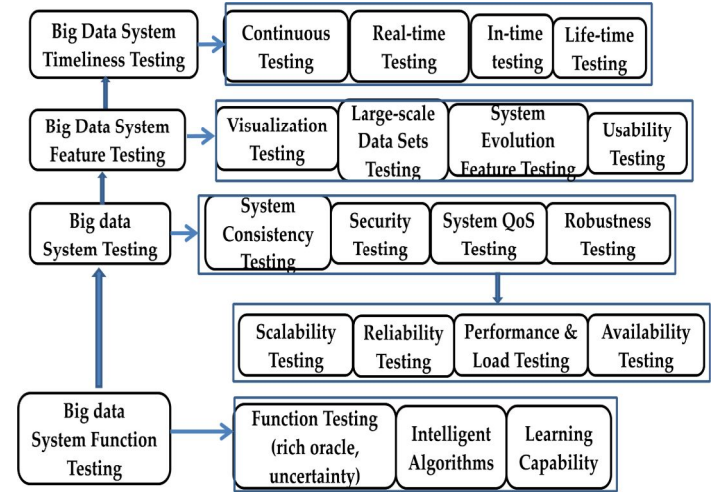 Big Data System
Timeliness Testing
Continuous
Testing
Real-time
Testing
In-time
testing
Life-time
Testing
Big Data System
Feature Testing
Visualization
Testing
Large-scale
Data Sets
Testing
System
Evolution
Feature Testing
Usability
Testing
Big data
System Testing
System
Consistency
Testing
Security
Testing
System QoS
Testing
Robustness
Testing
Scalability
Testing
Reliability
Testing
Performance &
Load Testing
Availability
Testing
Big data
System Function
Testing
Function Testing
(rich oracle,
uncertainty)
Intelligent
Algorithms
Learning
Capability